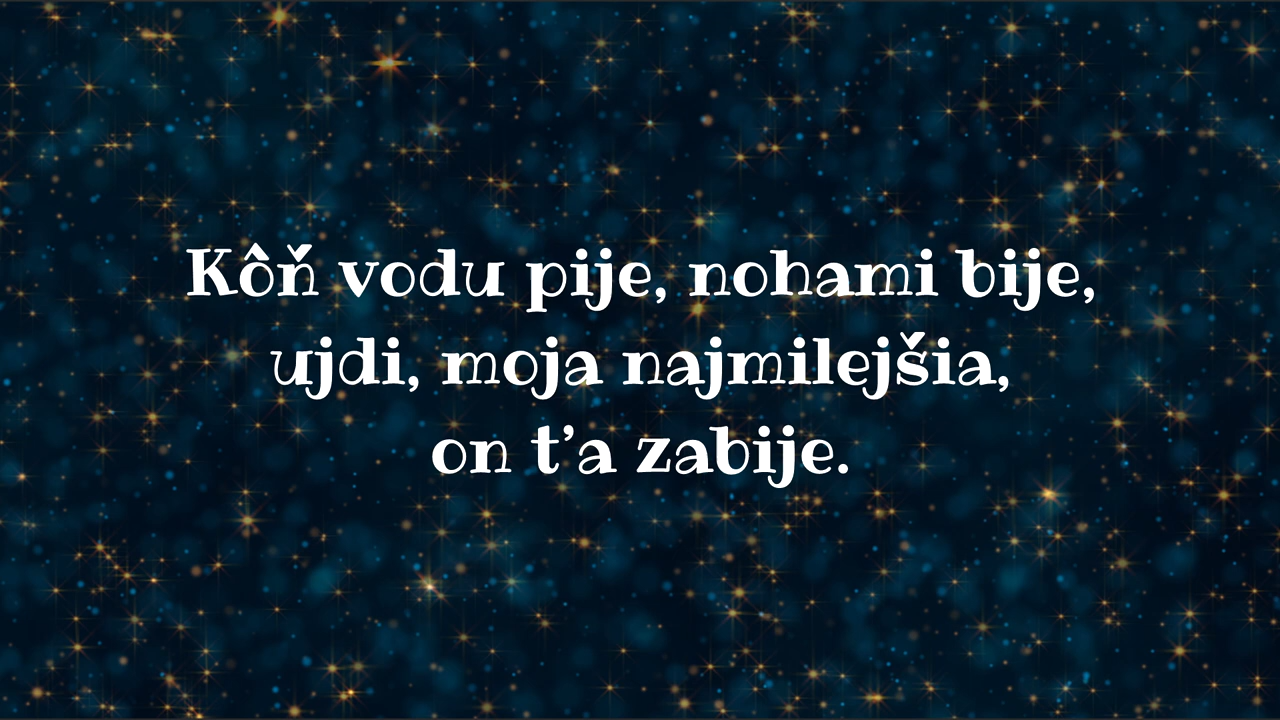 Kôň vodu pije, nohami bije,
ujdi, moja najmilejšia,
on ťa zabije.